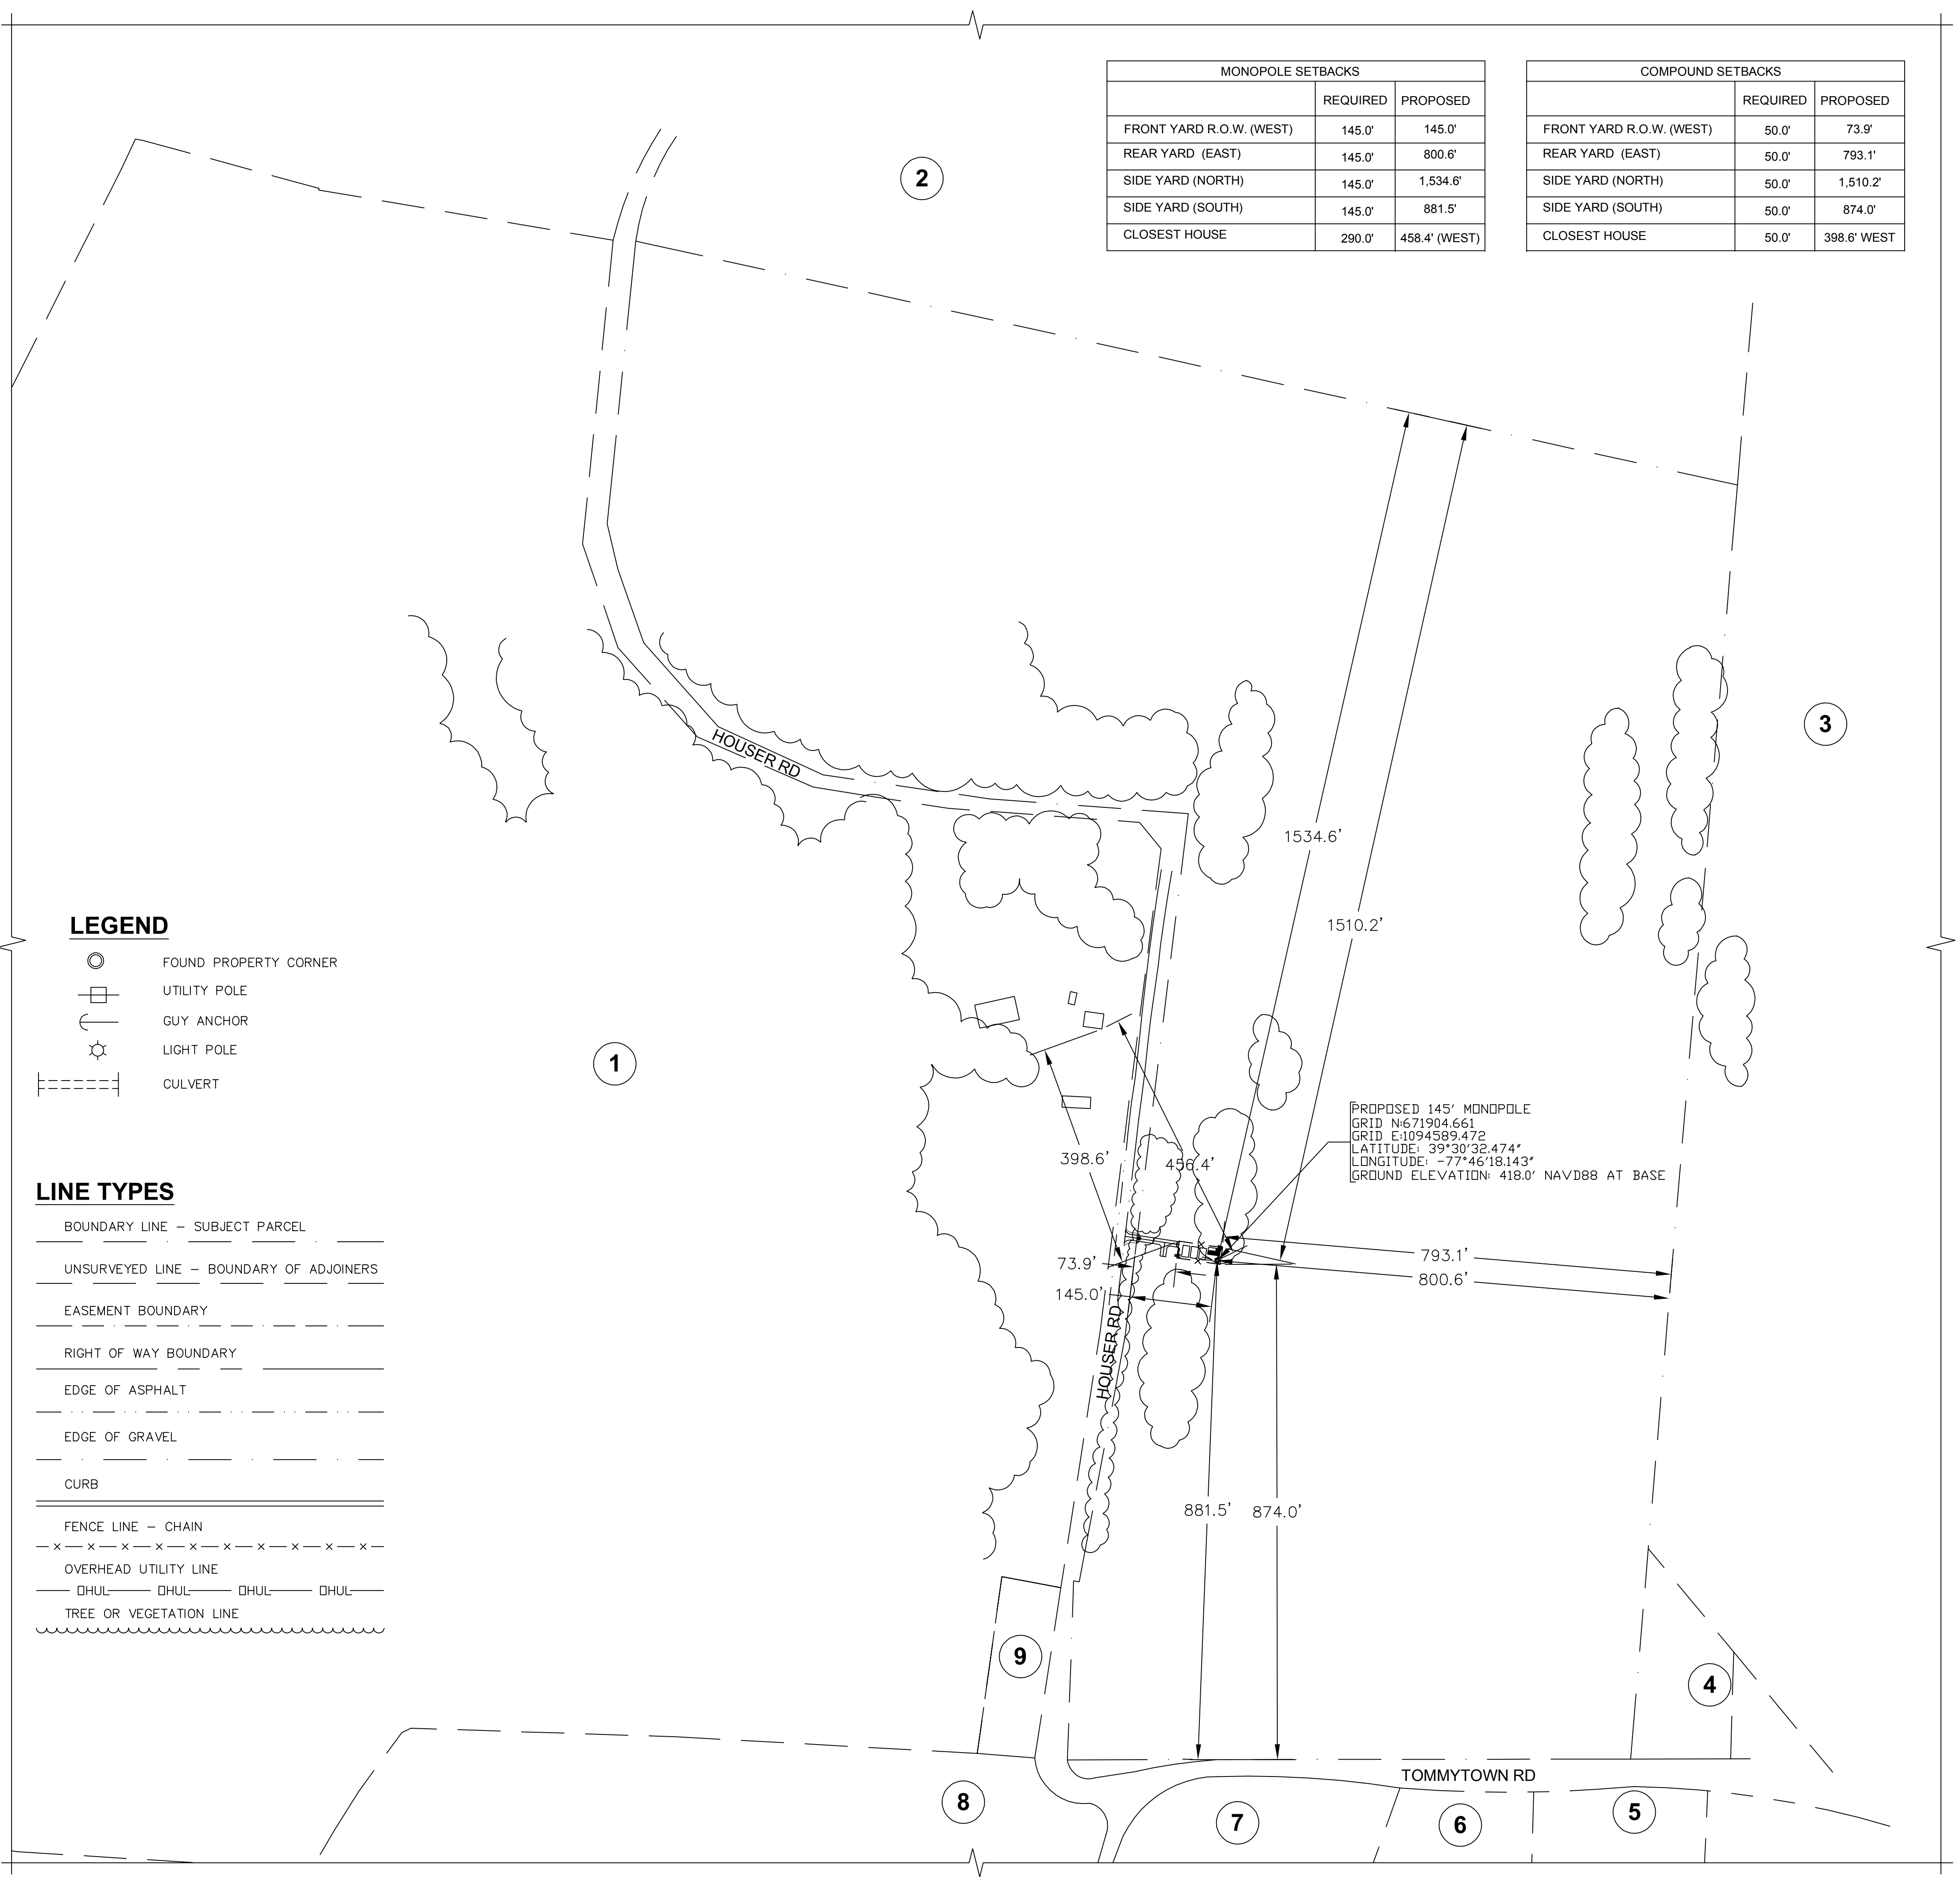 MONOPOLE SETBACKS
REQUIRED PROPOSED
FRONT YARD R.O.W. (WEST) 145.0' 145.0'
REAR YARD (EAST) 145.0' 800.6'
SIDE YARD (NORTH) 145.0' 1,534.6'
SIDE YARD (SOUTH) 145.0' 881.5'
CLOSEST HOUSE 290.0' 458.4' (WEST)
COMPOUND SETBACKS
REQUIRED PROPOSED
FRONT YARD R.O.W. (WEST) 50.0' 73.9'
REAR YARD (EAST) 50.0' 793.1'
SIDE YARD (NORTH) 50.0' 1,510.2'
SIDE YARD (SOUTH) 50.0' 874.0'
CLOSEST HOUSE 50.0' 398.6' WEST
2
3
HOUSER RD
1534.6'
1510.2'
LEGEND
FOUND PROPERTY CORNER
UTILITY POLE
GUY ANCHOR
LIGHT POLE
CULVERT
1
PROPOSED 145' MONOPOLE
GRID N:671904.661
GRID E:1094589.472
LATITUDE: 39°30'32.474"
LONGITUDE: -77°46'18.143"
GROUND ELEVATION: 418.0' NAVD88 AT BASE
398.6'
456.4'
73.9'
145.0'
793.1'
800.6'
HOUSER RD
881.5'
874.0'
LINE TYPES
BOUNDARY LINE – SUBJECT PARCEL
UNSURVEYED LINE – BOUNDARY OF ADJOINERS
EASEMENT BOUNDARY
RIGHT OF WAY BOUNDARY
EDGE OF ASPHALT
EDGE OF GRAVEL
CURB
FENCE LINE – CHAIN
OVERHEAD UTILITY LINE
OHUL OHUL OHUL OHUL
TREE OR VEGETATION LINE
9
4
TOMMYTOWN RD
8
7
6
5